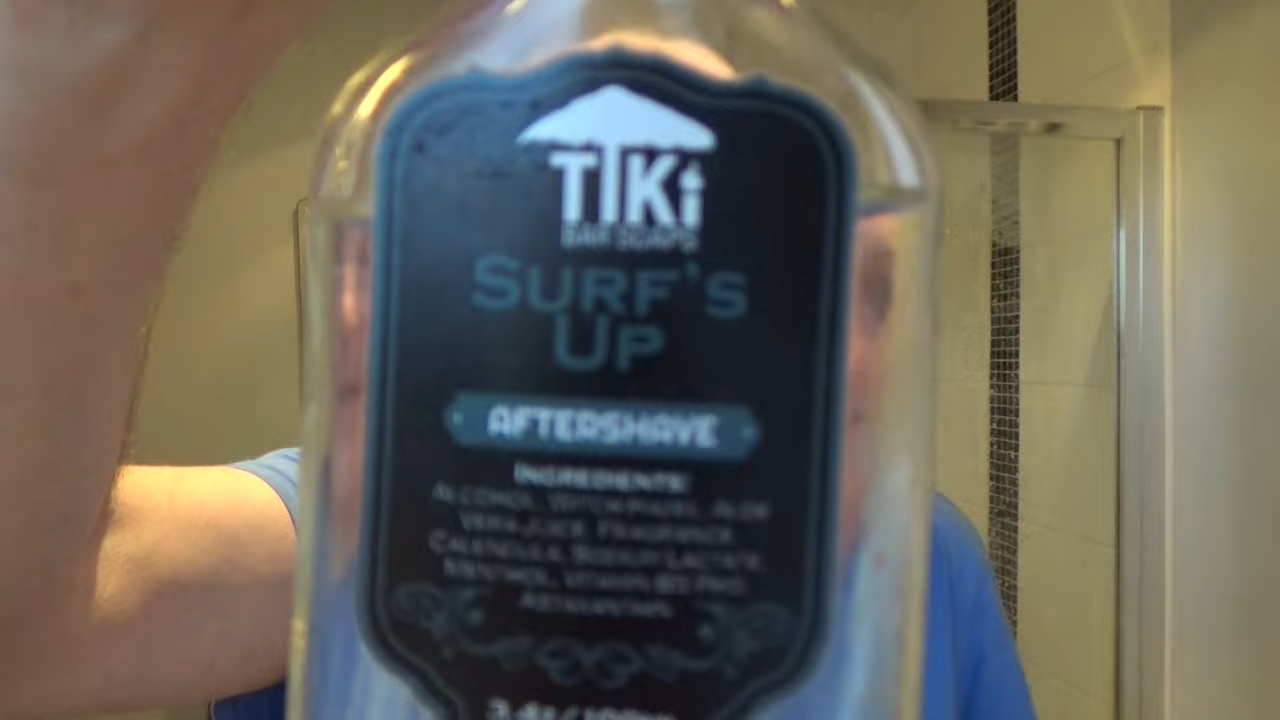 TIKi
BAR SOAPS
SURF'S
UP
AFTERSHAVE
INGREDIENTS:
ALCOHOL, WITCH HAZEL, ALOE
VERA JUICE, FRAGRANCE,
CALENDULA, SODIUM LACTATE,
MENTHOL, VITAMIN B5 PRO,